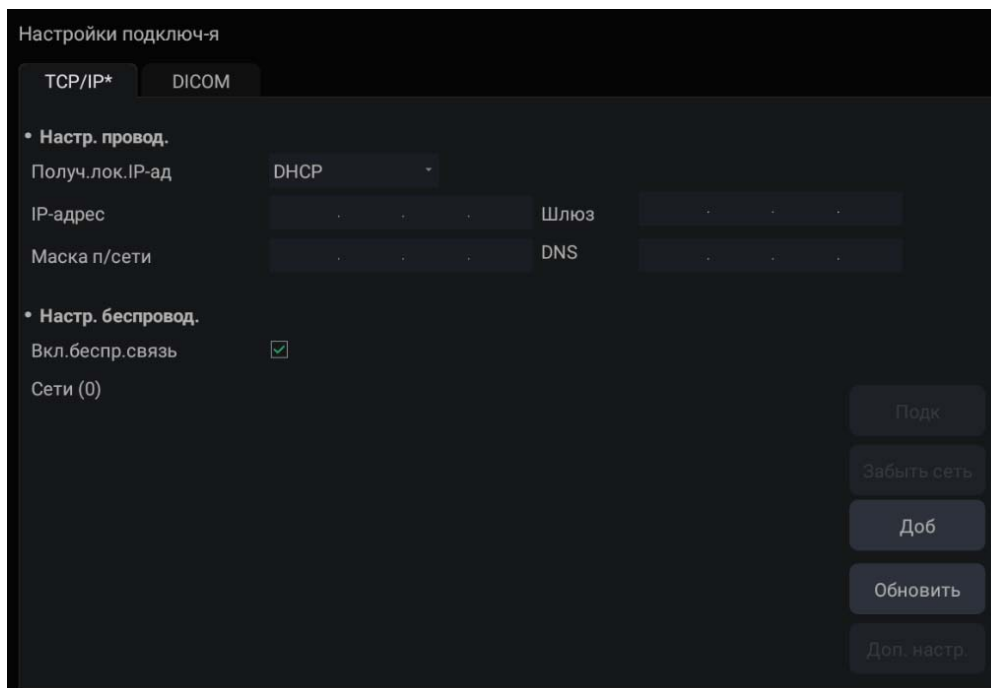 Настройки подключ-я
TCP/IP* DICOM
• Настр. провод.
Получ.лок.IP-ад DHCP
IP-адрес . . . Шлюз . . .
Маска п/сети . . . DNS . . .
• Настр. беспровод.
Вкл.беспр.связь
Сети (0)
Подк
Забыть сеть
Доб
Обновить
Доп. настр.